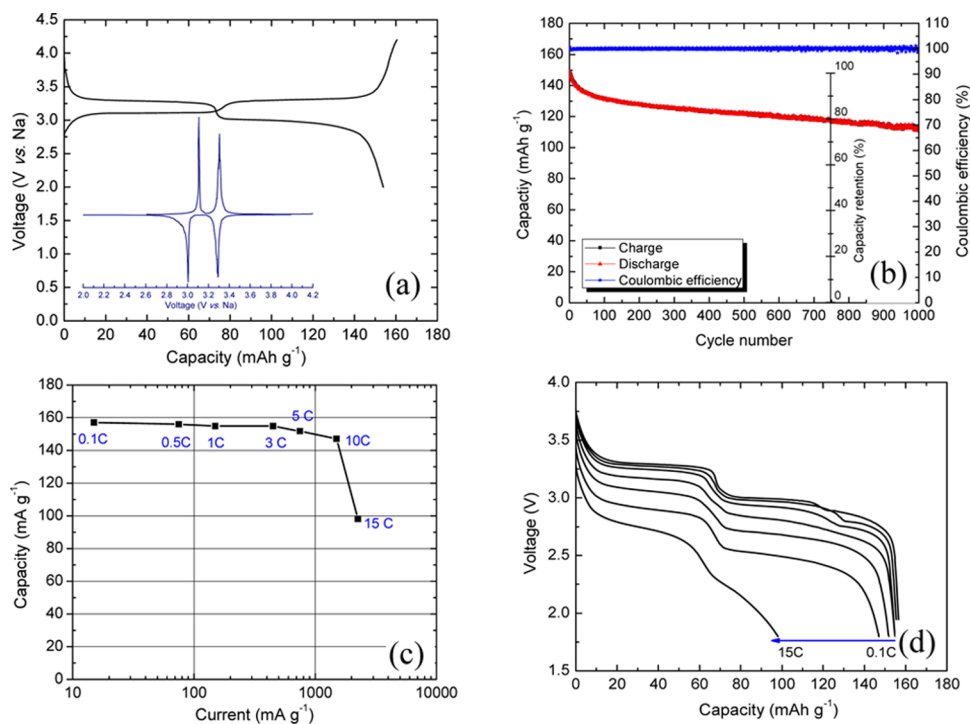 4.5
4.0
3.5
3.0
2.5
2.0
1.5
1.0
0.5
0.0
Voltage (V vs. Na)
2.0 2.4 2.6 3.0 3.2 3.4 3.6 4.0 4.2
Voltage (V vs. Na)
(a)
0 20 40 60 80 100 120 140 160 180
Capacity (mAh g⁻¹)
180
160
140
120
100
80
60
40
20
0
Capactiy (mAh g⁻¹)
100
80
60
40
20
0
Capacity retention (%)
110
100
90
80
70
60
50
40
30
20
10
0
Coulombic efficiency (%)
Charge
Discharge
Coulombic efficiency
(b)
0 100 200 300 400 500 600 700 800 900 1000
Cycle number
180
160
140
120
100
80
60
40
20
0
Capacity (mA g⁻¹)
0.1C 0.5C 1C 3 C 5 C 10C 15 C
(c)
10 100 1000 10000
Current (mA g⁻¹)
4.0
3.5
3.0
2.5
2.0
1.5
Voltage (V)
15C 0.1C
(d)
0 20 40 60 80 100 120 140 160 180
Capacity (mAh g⁻¹)